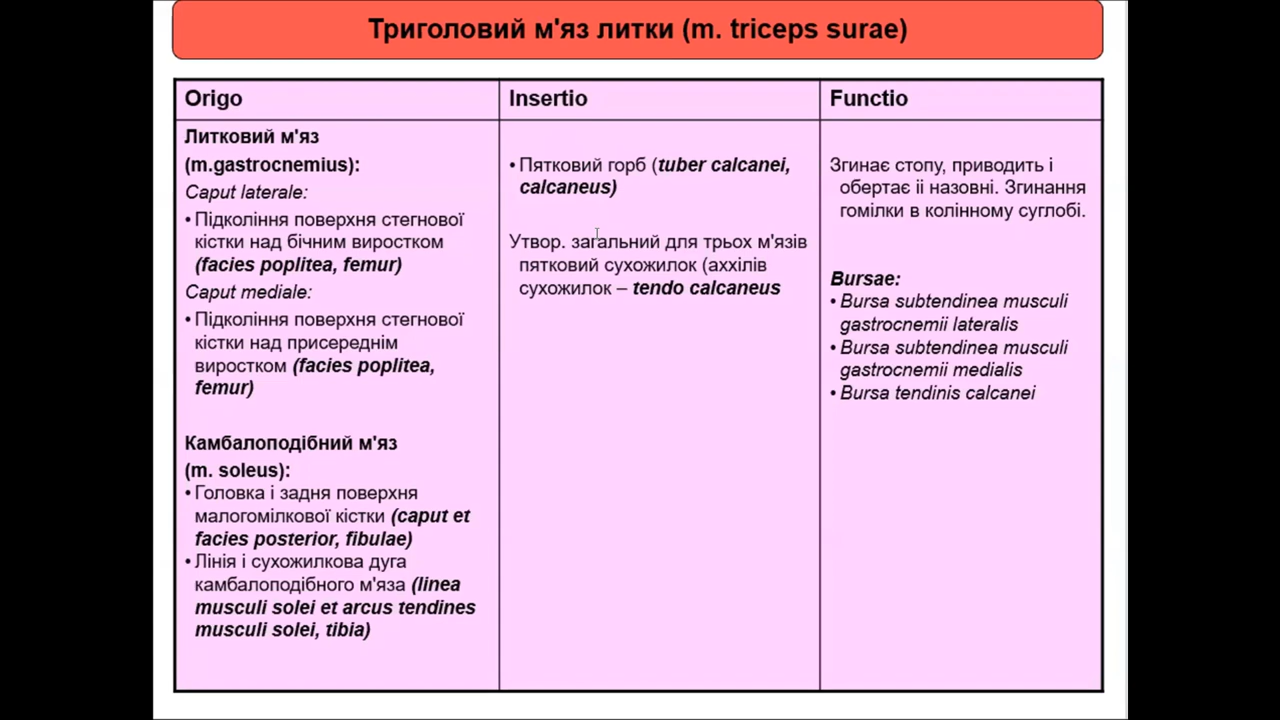 Триголовий м'яз литки (m. triceps surae)
Origo
Insertio
Functio
Литковий м'яз
(m.gastrocnemius):
Caput laterale:
• Підкоління поверхня стегнової
кістки над бічним виростком
(facies poplitea, femur)
Caput mediale:
• Підкоління поверхня стегнової
кістки над присереднім
виростком (facies poplitea,
femur)
Камбалоподібний м'яз
(m. soleus):
• Головка і задня поверхня
малогомілкової кістки (caput et
facies posterior, fibulae)
• Лінія і сухожилкова дуга
камбалоподібного м'яза (linea
musculi solei et arcus tendines
musculi solei, tibia)
• Пятковий горб (tuber calcanei,
calcaneus)
Утвор. загальний для трьох м'язів
пятковий сухожилок (аххілів
сухожилок – tendo calcaneus
Згинає стопу, приводить і
обертає іі назовні. Згинання
гомілки в колінному суглобі.
Bursae:
• Bursa subtendinea musculi
gastrocnemii lateralis
• Bursa subtendinea musculi
gastrocnemii medialis
• Bursa tendinis calcanei